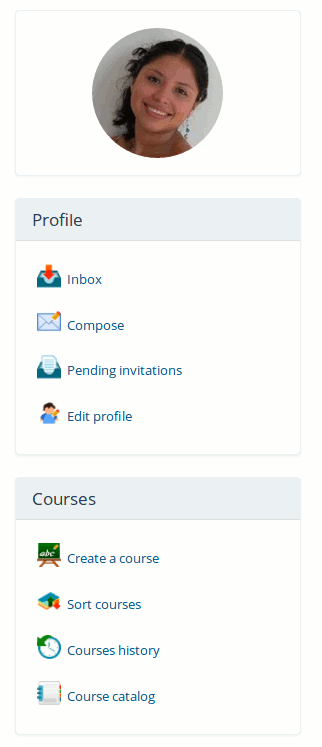 Profile
Inbox
Compose
Pending invitations
Edit profile
Courses
abc
Create a course
Sort courses
Courses history
Course catalog